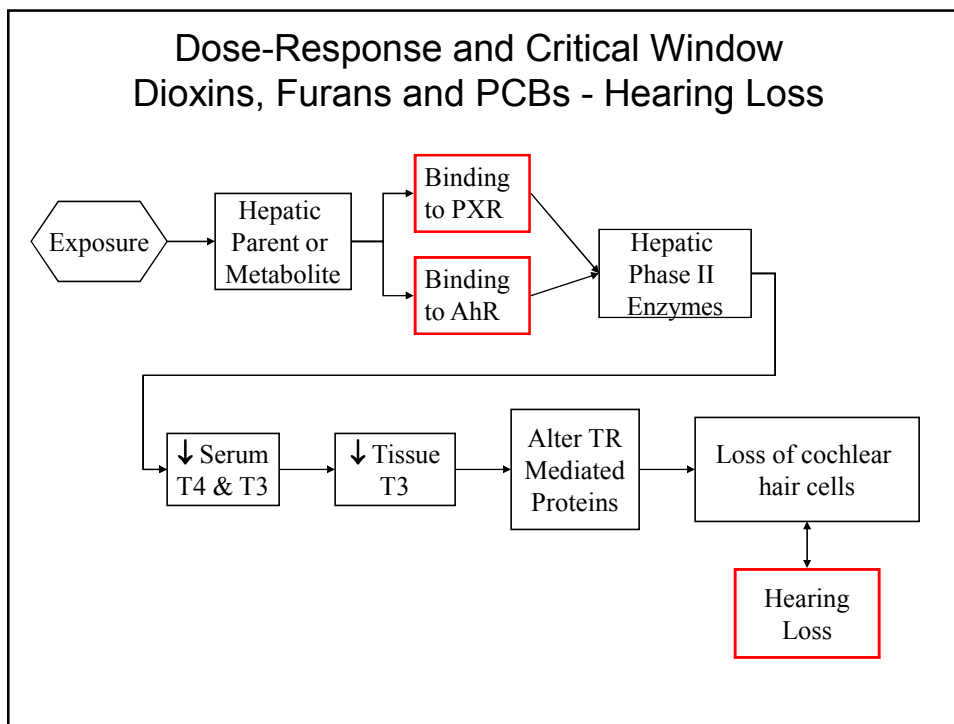 Dose-Response and Critical Window
Dioxins, Furans and PCBs - Hearing Loss
Exposure
Hepatic
Parent or
Metabolite
Binding
to PXR
Binding
to AhR
Hepatic
Phase II
Enzymes
↓ Serum
T4 & T3
↓ Tissue
T3
Alter TR
Mediated
Proteins
Loss of cochlear
hair cells
Hearing
Loss